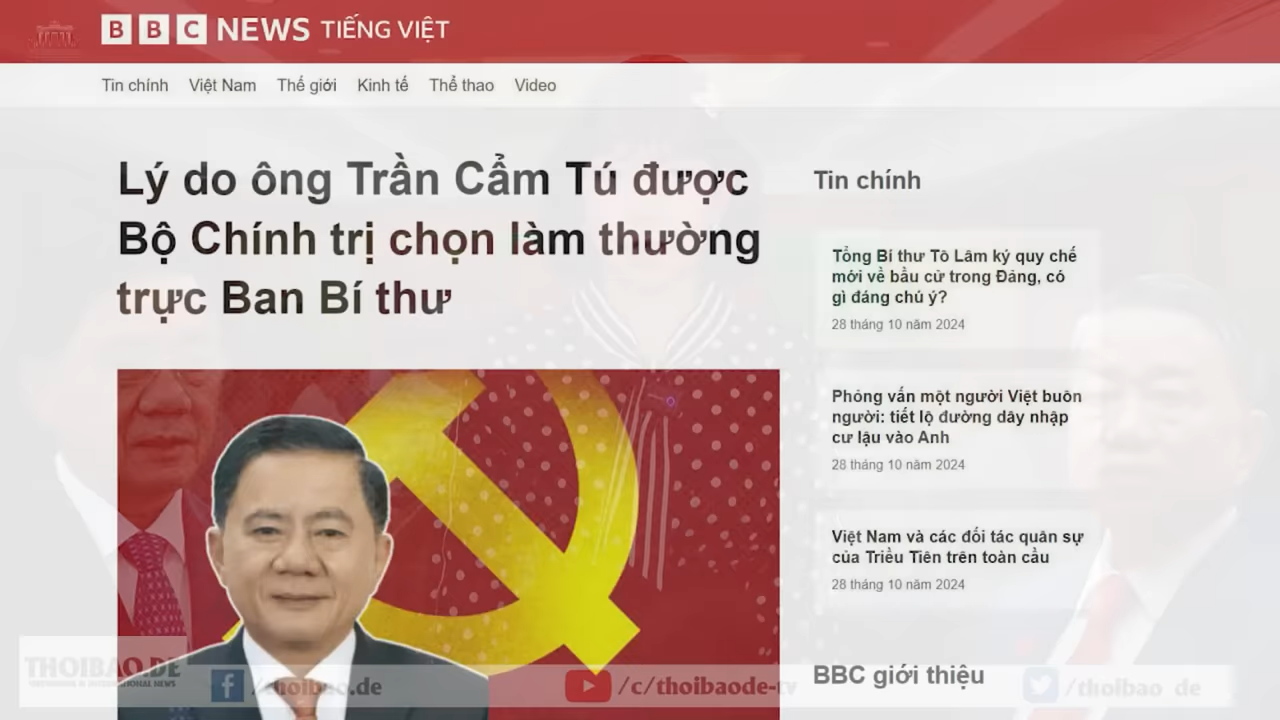 BBC NEWS TIẾNG VIỆT
Tin chính Việt Nam Thế giới Kinh tế Thể thao Video
Lý do ông Trần Cẩm Tú được
Bộ Chính trị chọn làm thường
trực Ban Bí thư
Tin chính
Tổng Bí thư Tô Lâm ký quy chế
mới về bầu cử trong Đảng, có
gì đáng chú ý?
28 tháng 10 năm 2024
Phỏng vấn một người Việt buôn
người: tiết lộ đường dây nhập
cư lậu vào Anh
28 tháng 10 năm 2024
Việt Nam và các đối tác quân sự
của Triều Tiên trên toàn cầu
28 tháng 10 năm 2024
BBC giới thiệu
THOIBAO.DE
VIETNAMESE & INTERNATIONAL NEWS
/thoibao.de
/c/thoibaode-tv
/thoibao_de